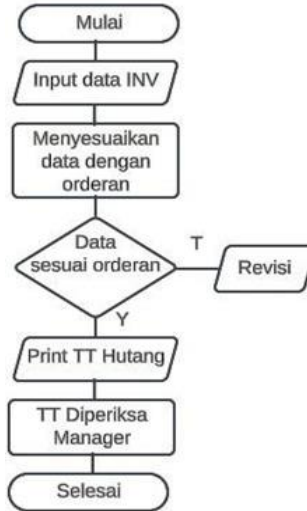 Mulai
Input data INV
Menyesuaikan
data dengan
orderan
Data
sesuai orderan
T
Revisi
Y
Print TT Hutang
TT Diperiksa
Manager
Selesai